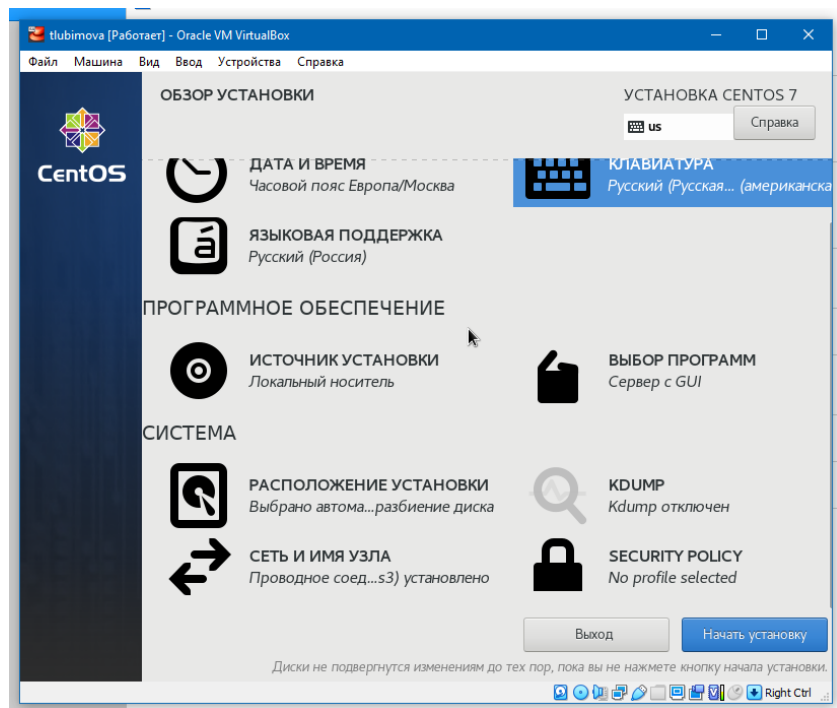 tlubimova [Работает] - Oracle VM VirtualBox
Файл Машина Вид Ввод Устройства Справка
ОБЗОР УСТАНОВКИ
УСТАНОВКА CENTOS 7
us
Справка
CentOS
ДАТА И ВРЕМЯ
Часовой пояс Европа/Москва
КЛАВИАТУРА
Русский (Русская... (американска
ЯЗЫКОВАЯ ПОДДЕРЖКА
Русский (Россия)
ПРОГРАММНОЕ ОБЕСПЕЧЕНИЕ
ИСТОЧНИК УСТАНОВКИ
Локальный носитель
ВЫБОР ПРОГРАММ
Сервер с GUI
СИСТЕМА
РАСПОЛОЖЕНИЕ УСТАНОВКИ
Выбрано автома...разбиение диска
KDUMP
Kdump отключен
СЕТЬ И ИМЯ УЗЛА
Проводное соед...s3) установлено
SECURITY POLICY
No profile selected
Выход
Начать установку
Диски не подвергнутся изменениям до тех пор, пока вы не нажмете кнопку начала установки.
Right Ctrl